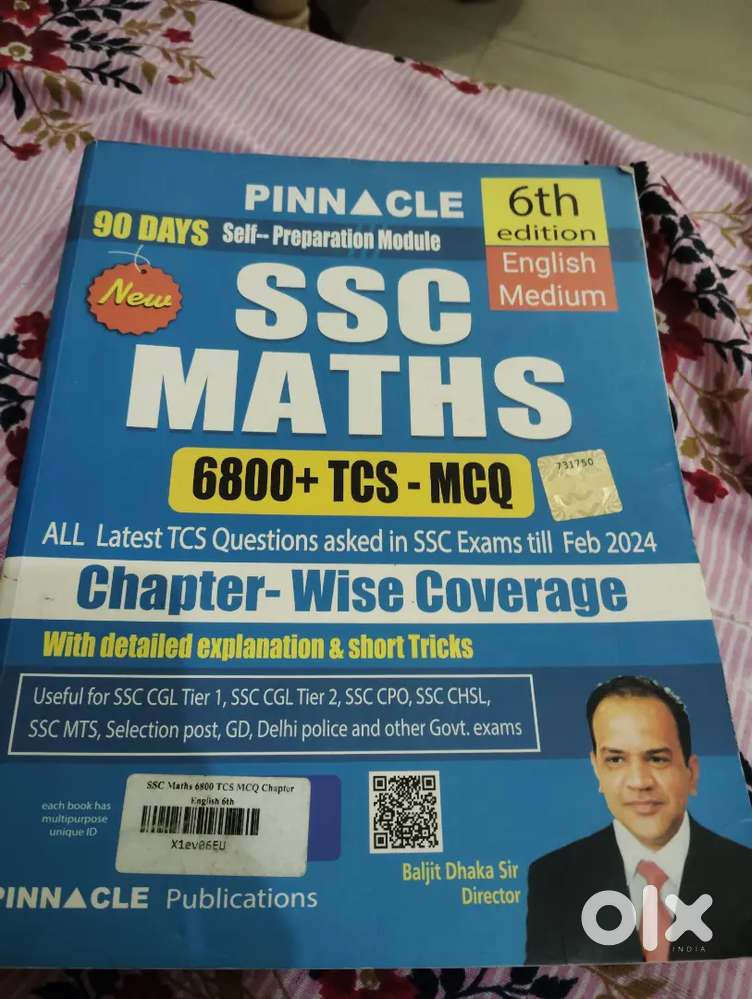 PINNACLE
6th
edition
90 DAYS Self-- Preparation Module
English
Medium
New
SSC
MATHS
6800+ TCS - MCQ
731750
ALL Latest TCS Questions asked in SSC Exams till Feb 2024
Chapter- Wise Coverage
With detailed explanation & short Tricks
Useful for SSC CGL Tier 1, SSC CGL Tier 2, SSC CPO, SSC CHSL,
SSC MTS, Selection post, GD, Delhi police and other Govt. exams
each book has
multipurpose
unique ID
SSC Maths 6800 TCS MCQ Chapter
English 6th
X1ev06EU
Baljit Dhaka Sir
Director
PINNACLE Publications
olx
INDIA